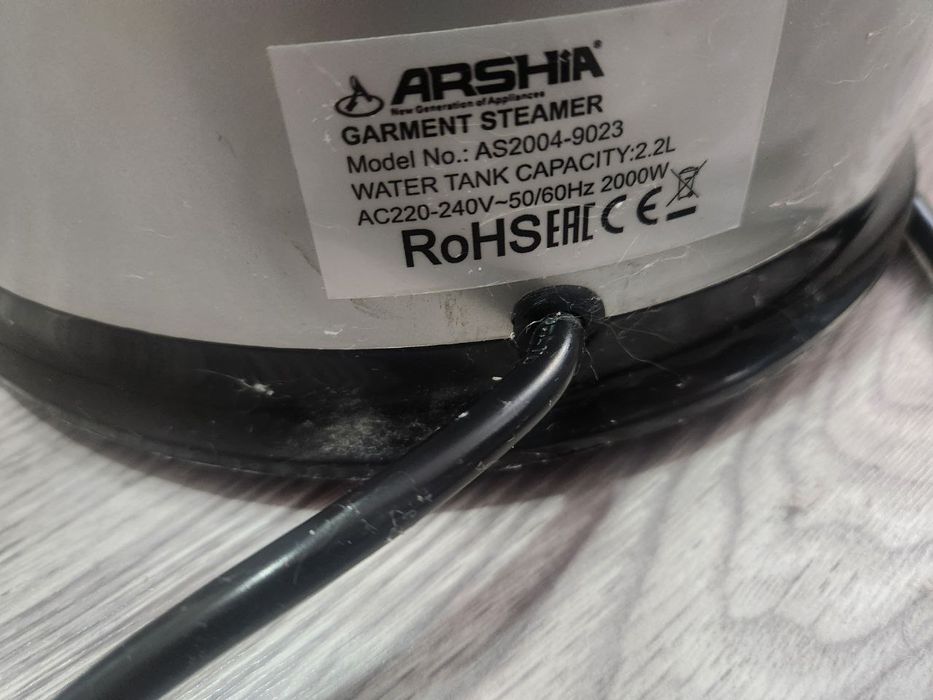 ARSHiA®
New Generation of Appliances
GARMENT STEAMER
Model No.: AS2004-9023
WATER TANK CAPACITY:2.2L
AC220-240V~50/60Hz 2000W
RoHS EAC CE